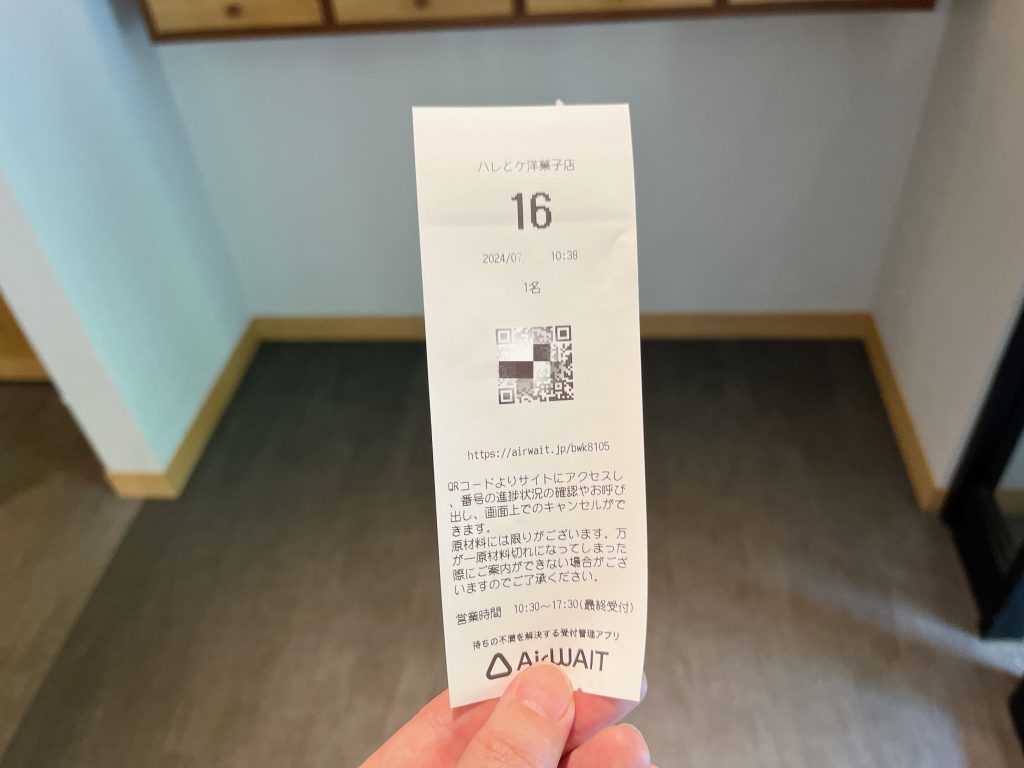 ハレとケ洋菓子店
16
2024/07 10:38
1名
https://airwait.jp/bwk8105
QRコードよりサイトにアクセスし
、番号の進捗状況の確認やお呼び
出し、画面上でのキャンセルがで
きます。
原材料には限りがございます。万
が一原材料切れになってしまった
際にご案内ができない場合がござ
いますのでご了承ください。
営業時間 10:30～17:30(最終受付)
待ちの不満を解決する受付管理アプリ
AirWAIT